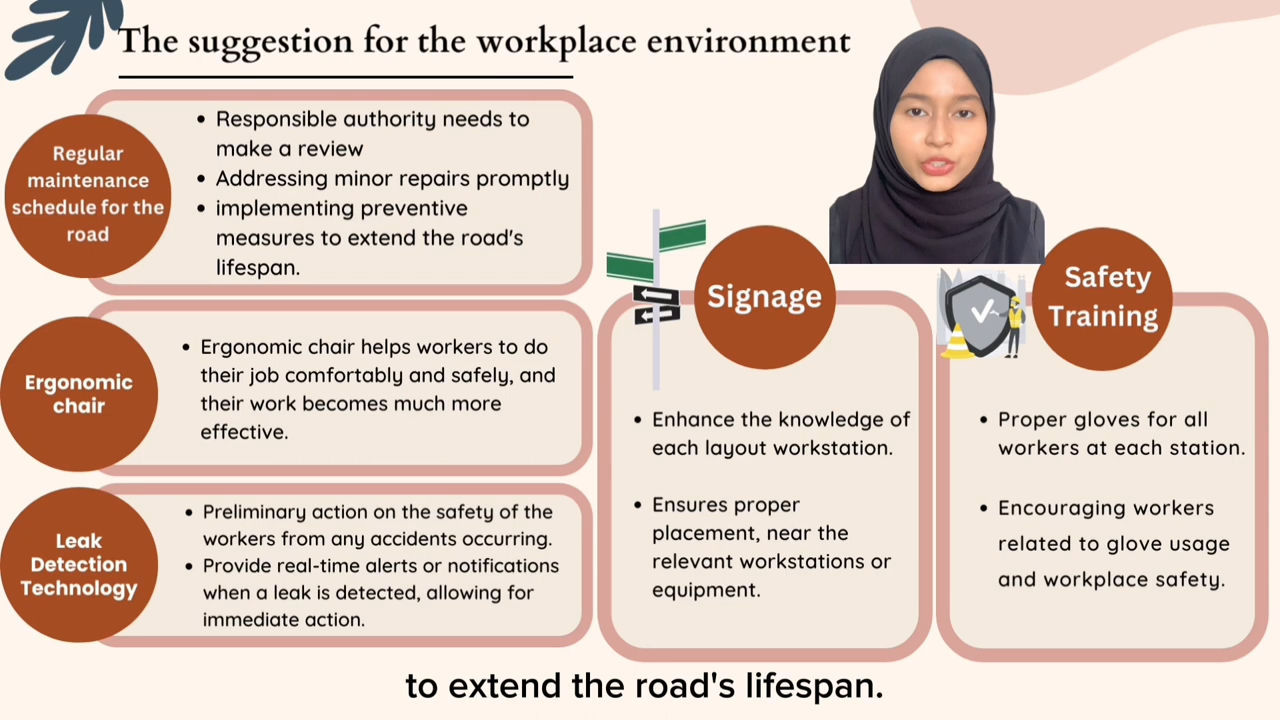 The suggestion for the workplace environment
Regular
maintenance
schedule for the
road
• Responsible authority needs to
make a review
• Addressing minor repairs promptly
• implementing preventive
measures to extend the road's
lifespan.
Ergonomic
chair
• Ergonomic chair helps workers to do
their job comfortably and safely, and
their work becomes much more
effective.
Leak
Detection
Technology
• Preliminary action on the safety of the
workers from any accidents occurring.
• Provide real-time alerts or notifications
when a leak is detected, allowing for
immediate action.
Signage
• Enhance the knowledge of
each layout workstation.
• Ensures proper
placement, near the
relevant workstations or
equipment.
Safety
Training
• Proper gloves for all
workers at each station.
• Encouraging workers
related to glove usage
and workplace safety.
to extend the road's lifespan.